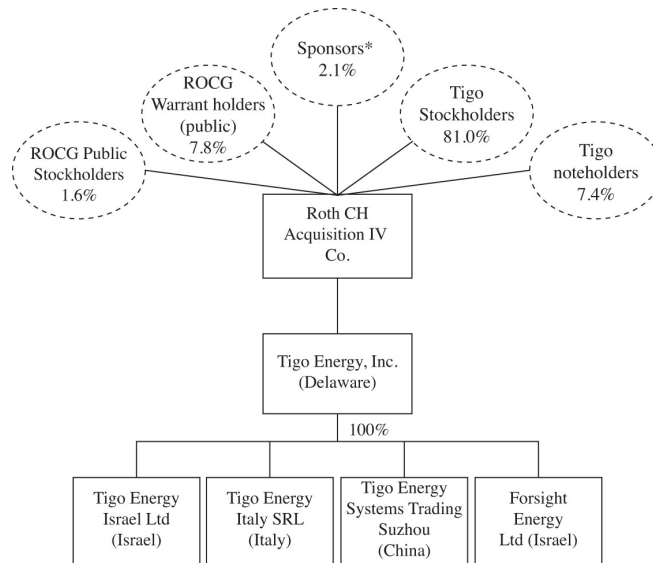 Sponsors*
2.1%
ROCG
Warrant holders
(public)
7.8%
Tigo
Stockholders
81.0%
ROCG Public
Stockholders
1.6%
Tigo
noteholders
7.4%
Roth CH
Acquisition IV
Co.
Tigo Energy, Inc.
(Delaware)
100%
Tigo Energy
Israel Ltd
(Israel)
Tigo Energy
Italy SRL
(Italy)
Tigo Energy
Systems Trading
Suzhou
(China)
Forsight
Energy
Ltd (Israel)